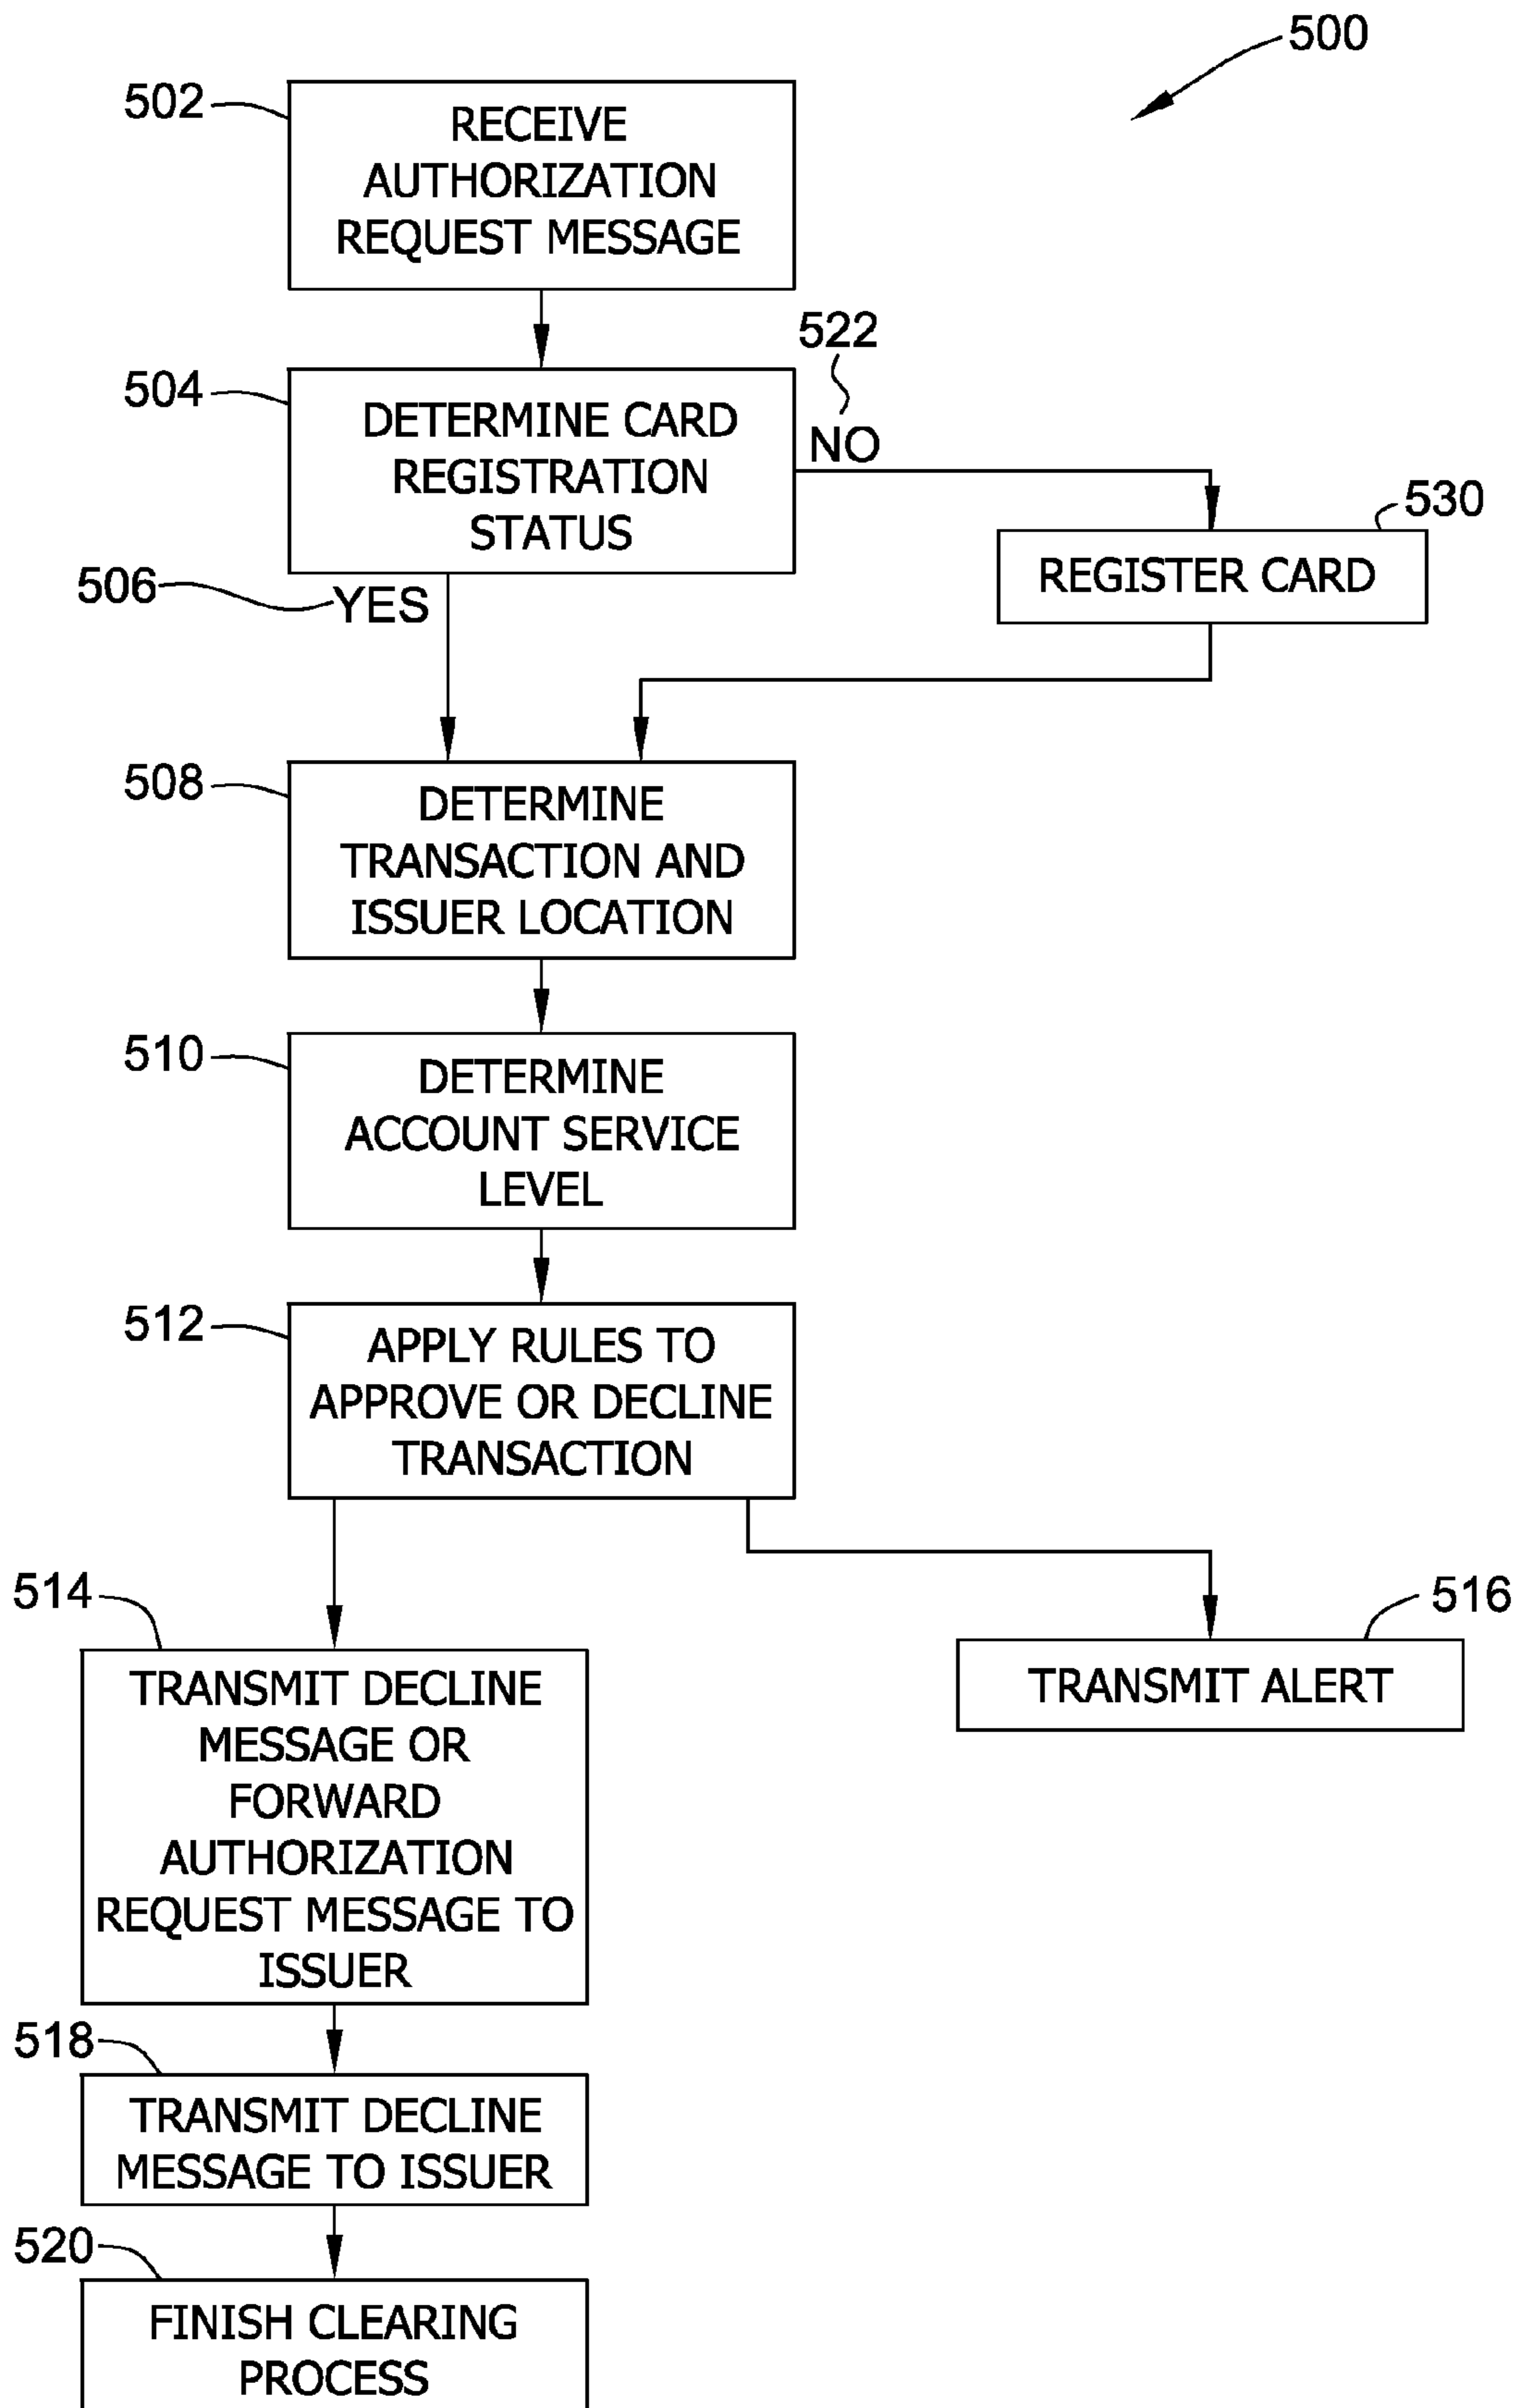 500
502
RECEIVE
AUTHORIZATION
REQUEST MESSAGE
522
504
DETERMINE CARD
REGISTRATION
STATUS
NO
530
REGISTER CARD
506
YES
508
DETERMINE
TRANSACTION AND
ISSUER LOCATION
510
DETERMINE
ACCOUNT SERVICE
LEVEL
512
APPLY RULES TO
APPROVE OR DECLINE
TRANSACTION
514
TRANSMIT DECLINE
MESSAGE OR
FORWARD
AUTHORIZATION
REQUEST MESSAGE TO
ISSUER
516
TRANSMIT ALERT
518
TRANSMIT DECLINE
MESSAGE TO ISSUER
520
FINISH CLEARING
PROCESS